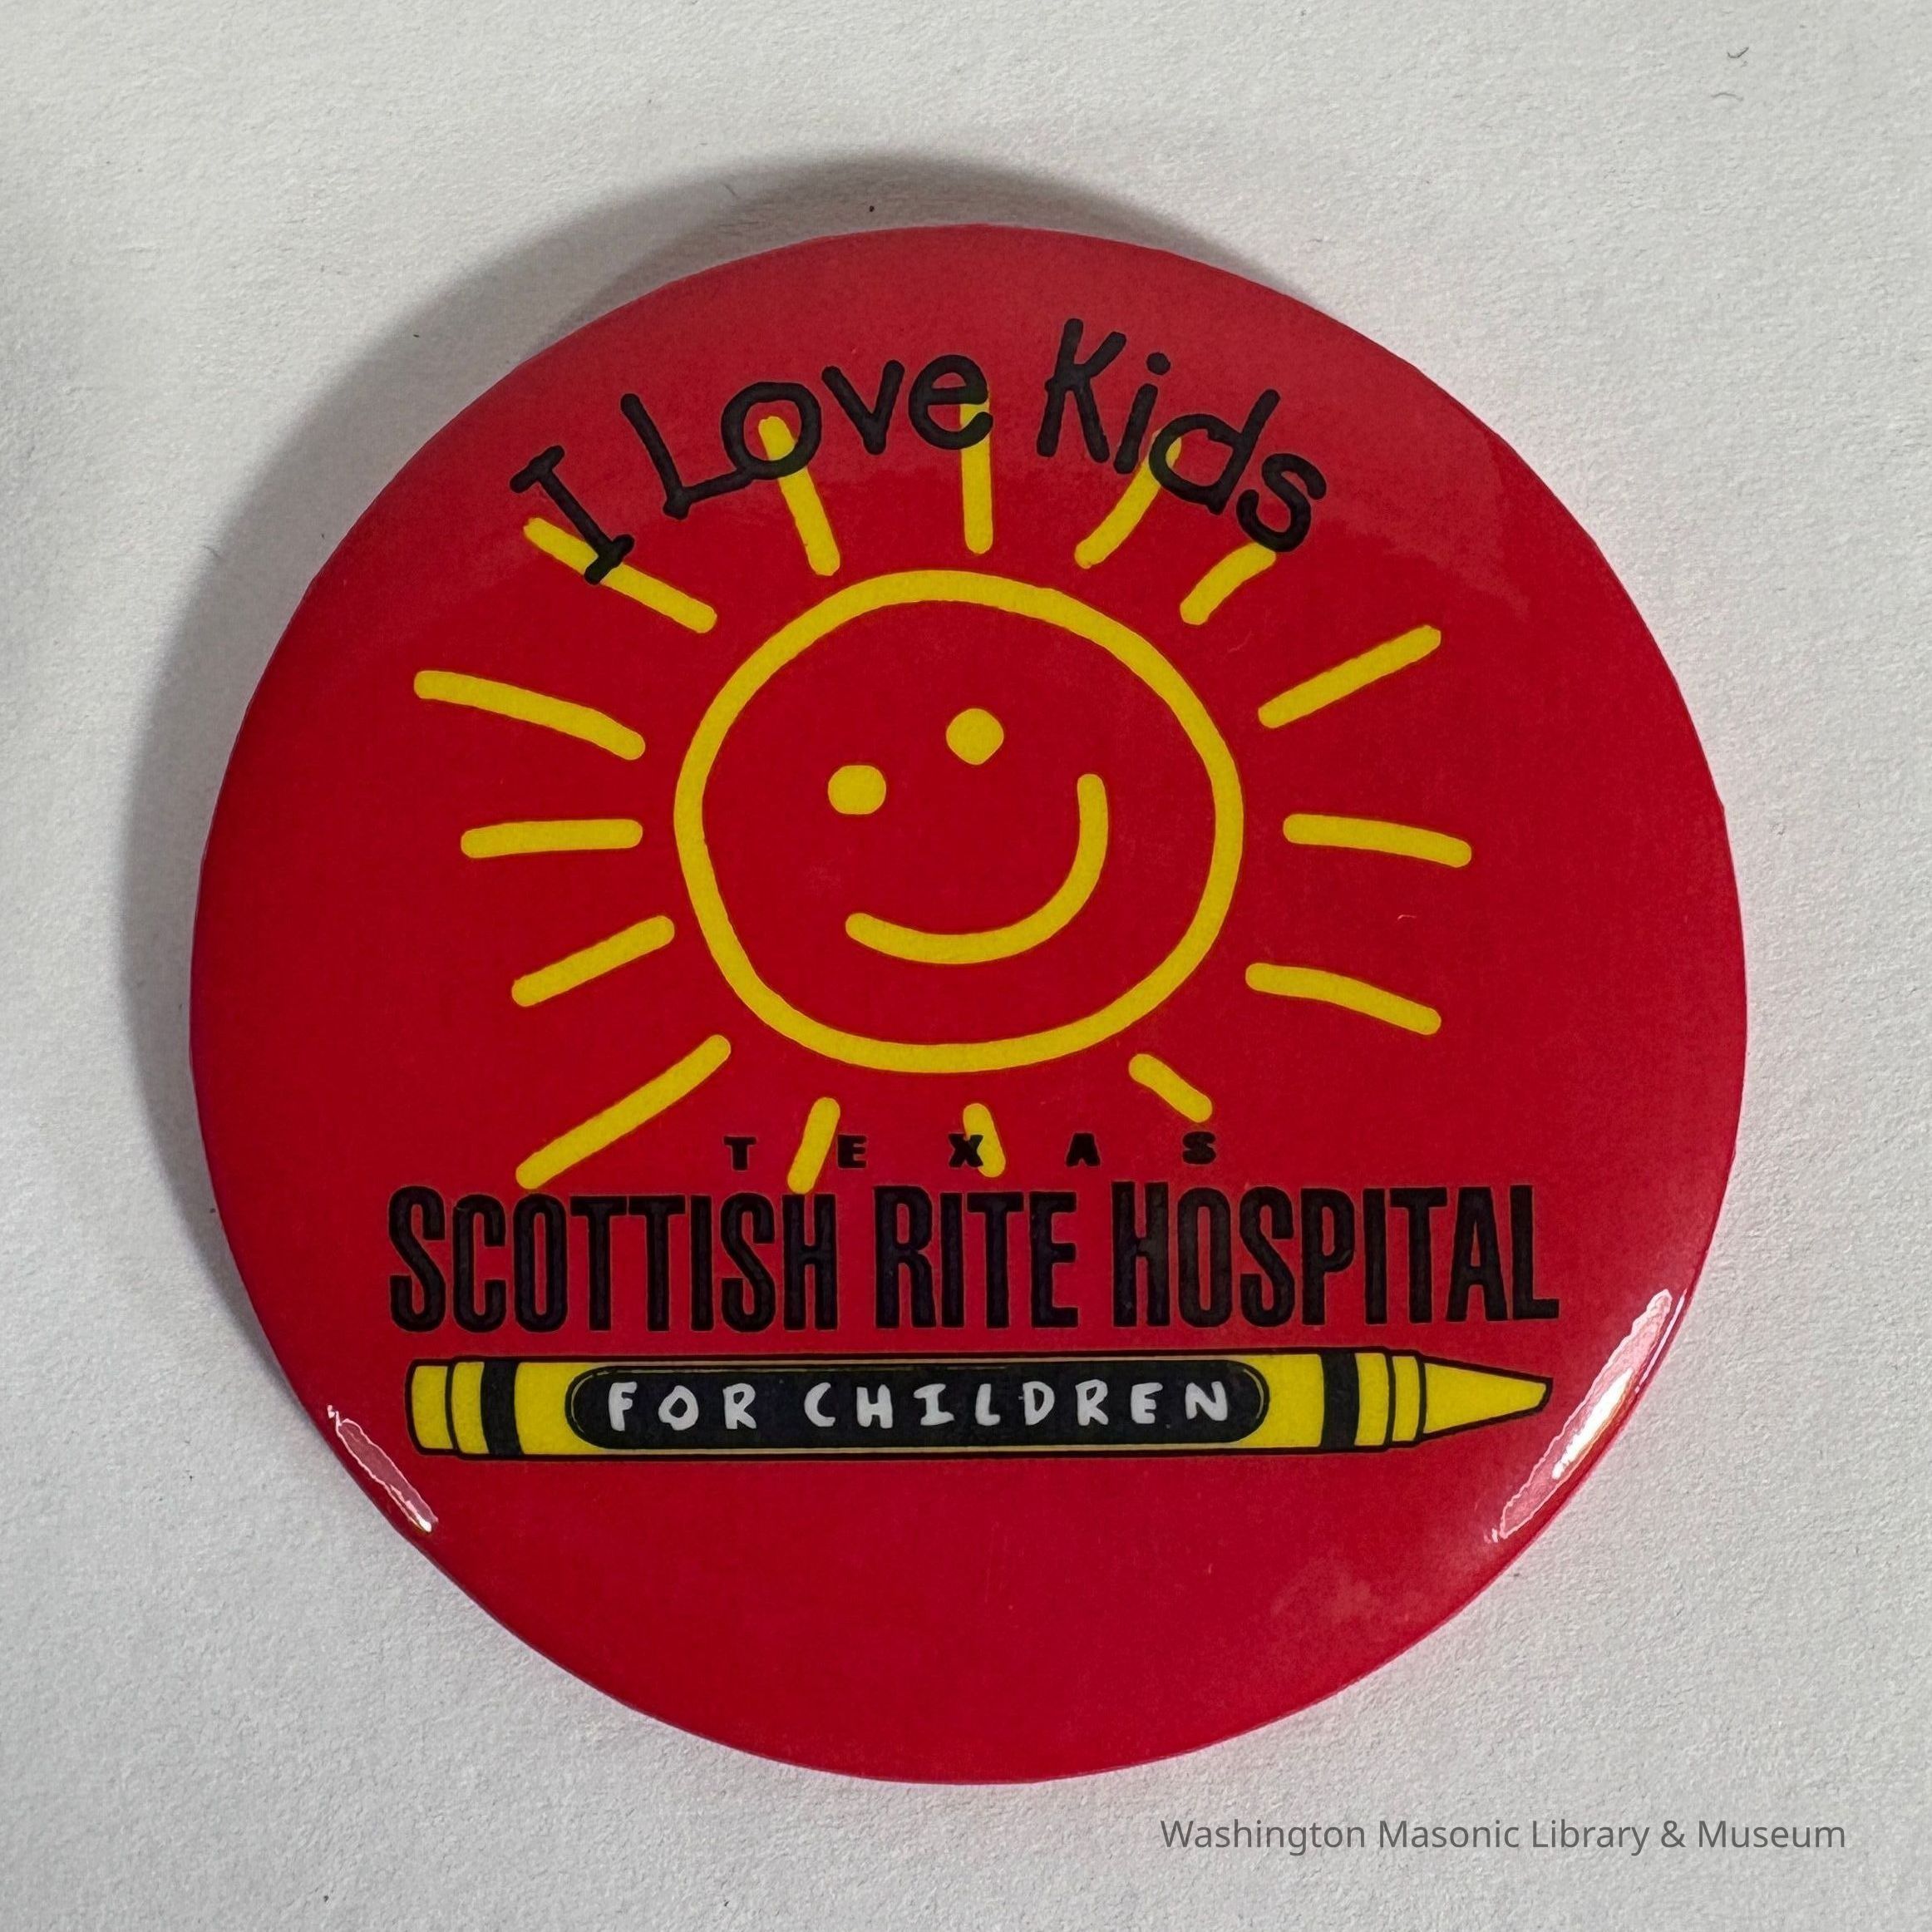 I Love Kids
TEXAS
SCOTTISH RITE HOSPITAL
FOR CHILDREN
Washington Masonic Library & Museum